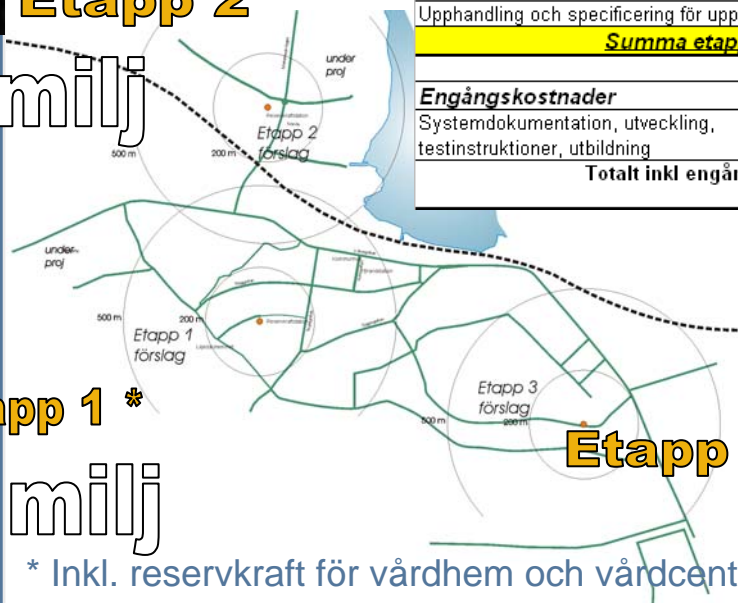 Etapp 2
milj
Upphandling och specificering för upp
Summa etap
Engångskostnader
Systemdokumentation, utveckling,
testinstruktioner, utbildning
Totalt inkl engår
under
proj
Etapp 2
förslag
500 m
200 m
under
proj
500 m
200 m
Etapp 1
förslag
Etapp 3
förslag
500 m
200 m
app 1 *
Etapp
milj
* Inkl. reservkraft för vårdhem och vårdcent